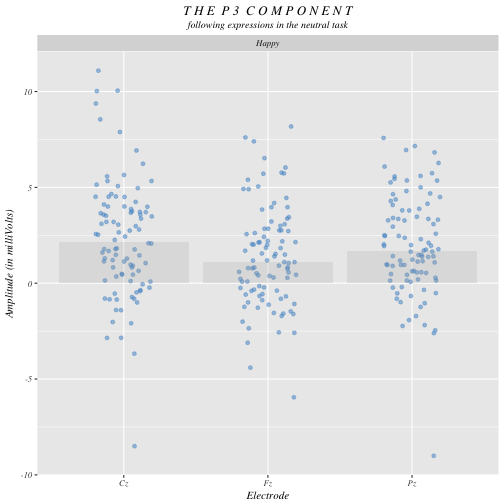 THE P3 COMPONENT
following expressions in the neutral task
Happy
Amplitude (in milliVolts)
10
5
0
-5
-10
Cz Fz Pz
Electrode